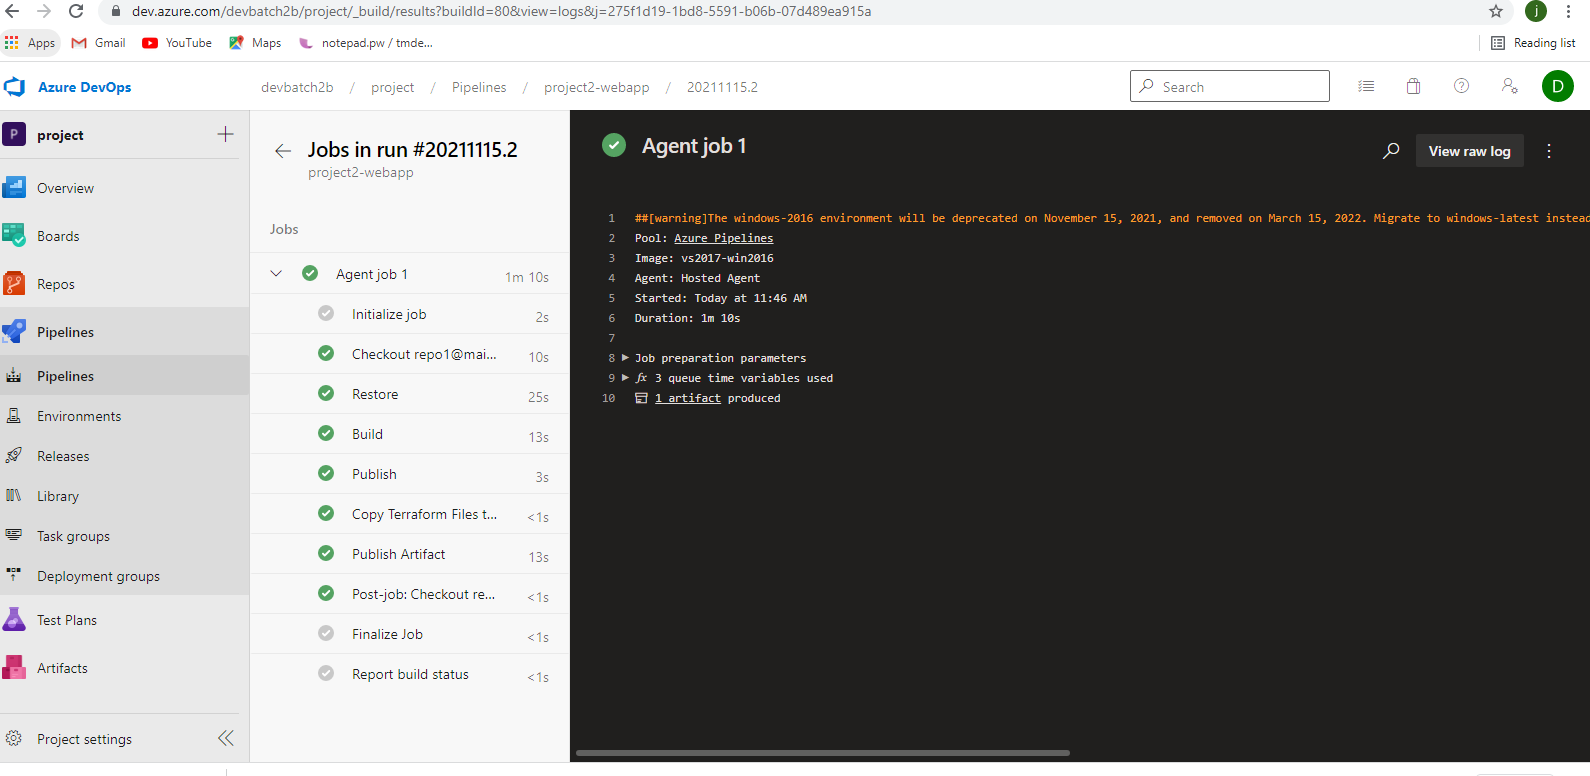 dev.azure.com/devbatch2b/project/_build/results?buildId=80&view=logs&j=275f1d19-1bd8-5591-b06b-07d489ea915a
j
Apps
Gmail
YouTube
Maps
notepad.pw / tmde...
Reading list
Azure DevOps
devbatch2b / project / Pipelines / project2-webapp / 20211115.2
Search
D
P
project
Overview
Boards
Repos
Pipelines
Pipelines
Environments
Releases
Library
Task groups
Deployment groups
Test Plans
Artifacts
Project settings
Jobs in run #20211115.2
project2-webapp
Jobs
Agent job 1 1m 10s
Initialize job 2s
Checkout repo1@mai... 10s
Restore 25s
Build 13s
Publish 3s
Copy Terraform Files t... <1s
Publish Artifact 13s
Post-job: Checkout re... <1s
Finalize Job <1s
Report build status <1s
Agent job 1
View raw log
1 ##[warning]The windows-2016 environment will be deprecated on November 15, 2021, and removed on March 15, 2022. Migrate to windows-latest instead
2 Pool: Azure Pipelines
3 Image: vs2017-win2016
4 Agent: Hosted Agent
5 Started: Today at 11:46 AM
6 Duration: 1m 10s
7
8 Job preparation parameters
9 fx 3 queue time variables used
10 1 artifact produced